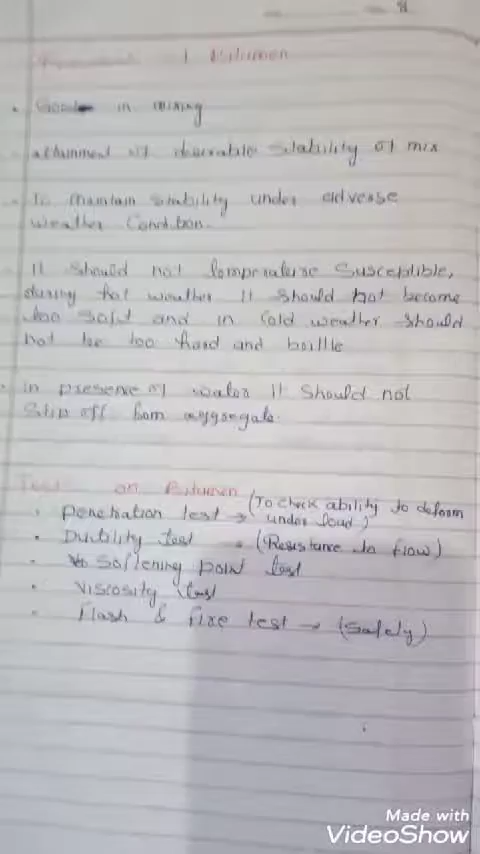 Bitumen
• Good in mixing
- attainment of desirable stability of mix
- To maintain stability under adverse
weather Condition.
- It should not temperature Susceptible,
during hot weather it should not become
too soft and in Cold weather should
not be too hard and brittle
• in presence of water it should not
Strip off from aggregate.
Test on Bitumen
• penetration test → (To check ability to deform
under load)
• Ductility test • (Resistance to flow)
• Softening point test
• Viscosity test
• Flash & fire test → (Safety)
Made with
VideoShow